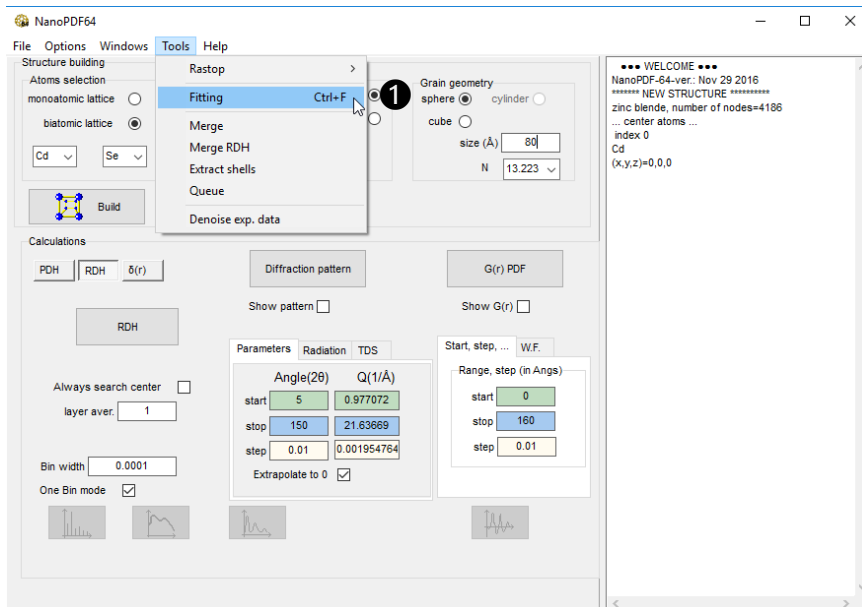 NanoPDF64
File Options Windows Tools Help
Structure building
Atoms selection
monoatomic lattice
biatomic lattice
Cd Se
Build
Rastop >
Fitting Ctrl+F
Merge
Merge RDH
Extract shells
Queue
Denoise exp. data
1
Grain geometry
sphere cylinder
cube
size (Å) 80
N 13.223
Calculations
PDH RDH δ(r)
RDH
Always search center
layer aver. 1
Bin width 0.0001
One Bin mode
Diffraction pattern
Show pattern
Parameters Radiation TDS
Angle(2θ) Q(1/Å)
start 5 0.977072
stop 150 21.63669
step 0.01 0.001954764
Extrapolate to 0
G(r) PDF
Show G(r)
Start, step, ... W.F.
Range, step (in Angs)
start 0
stop 160
step 0.01
●●● WELCOME ●●●
NanoPDF-64-ver.: Nov 29 2016
******* NEW STRUCTURE **********
zinc blende, number of nodes=4186
... center atoms ...
index 0
Cd
(x,y,z)=0,0,0